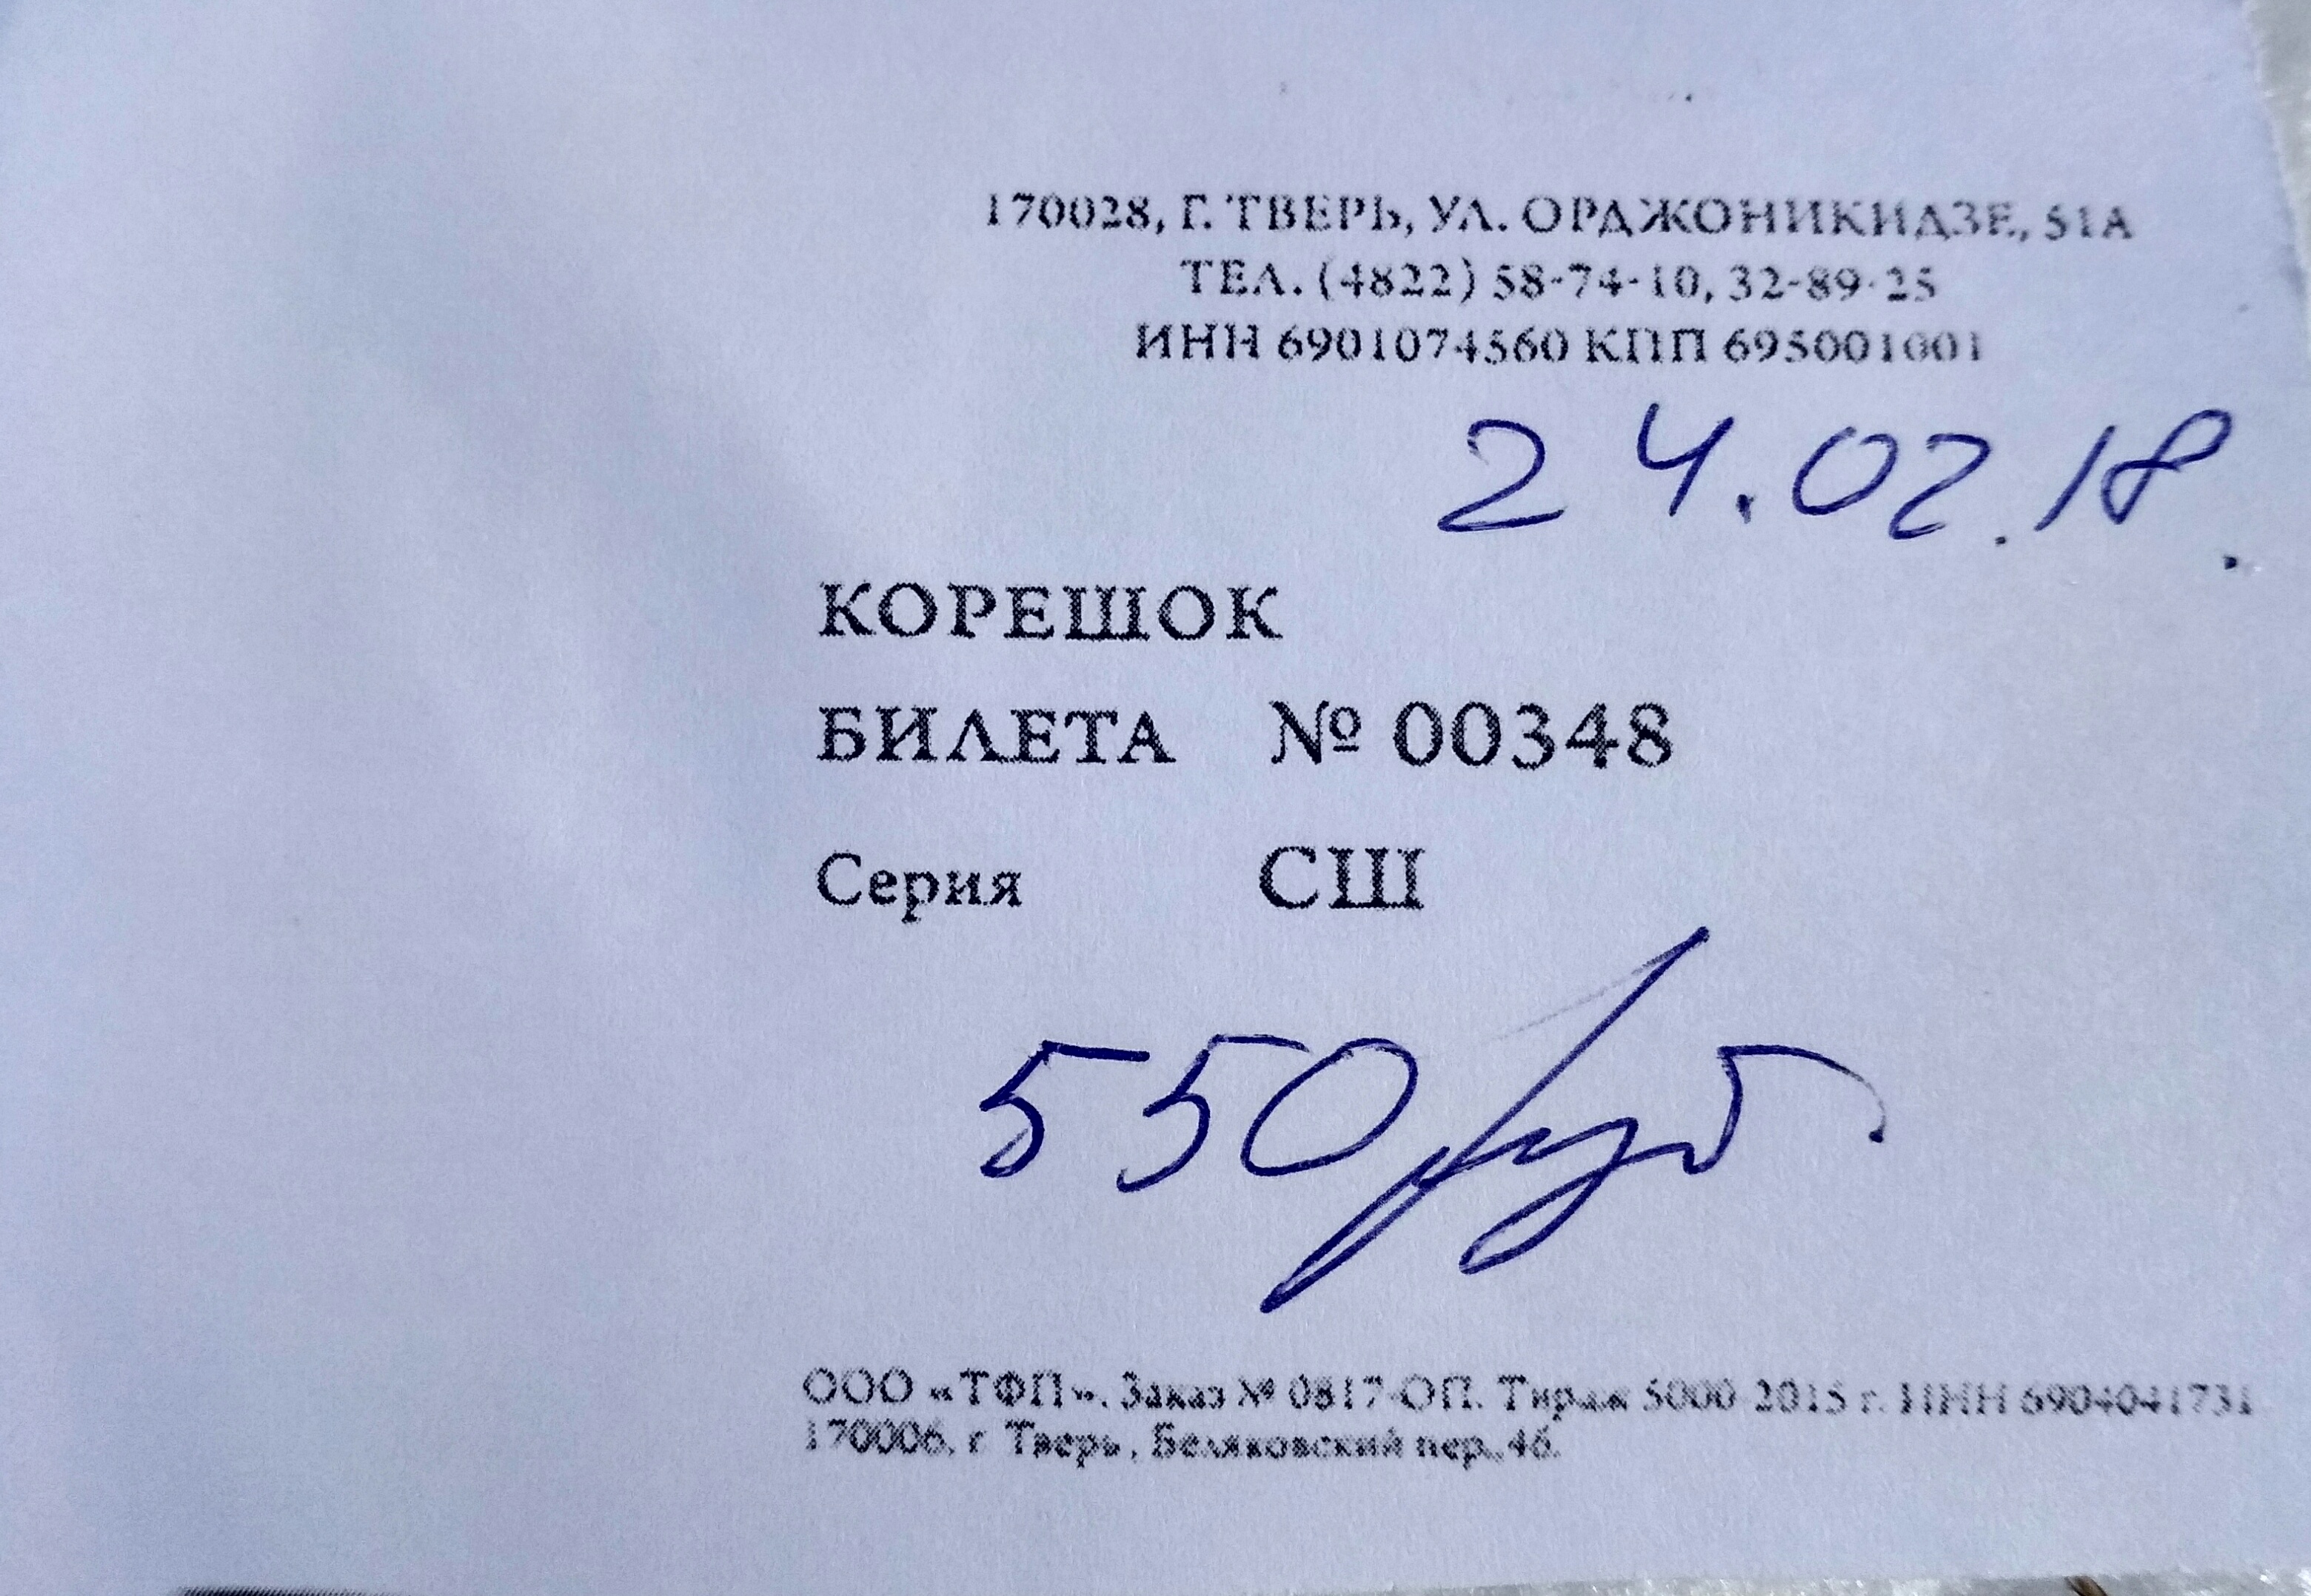 170028, Г. ТВЕРЬ, УЛ. ОРДЖОНИКИДЗЕ, 51А
ТЕЛ. (4822) 58-74-10, 32-89-25
ИНН 6901074560 КПП 695001001
24.02.18.
КОРЕШОК
БИЛЕТА № 00348
Серия СШ
550 руб.
ООО «ТФП». Заказ № 0817-ОП. Тираж 5000 2015 г. ИНН 6904041731
170006, г. Тверь, Беляковский пер., 46.